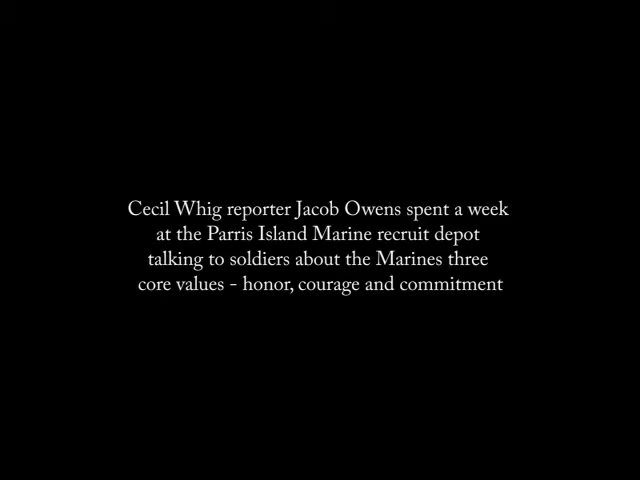 Cecil Whig reporter Jacob Owens spent a week
at the Parris Island Marine recruit depot
talking to soldiers about the Marines three
core values - honor, courage and commitment